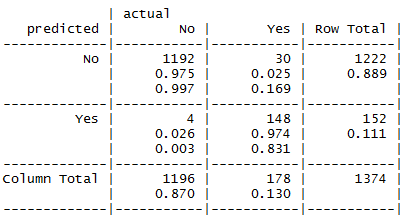 | actual
predicted | No | Yes | Row Total |
-------------|-----------|-----------|-----------|
No | 1192 | 30 | 1222 |
| 0.975 | 0.025 | 0.889 |
| 0.997 | 0.169 | |
-------------|-----------|-----------|-----------|
Yes | 4 | 148 | 152 |
| 0.026 | 0.974 | 0.111 |
| 0.003 | 0.831 | |
-------------|-----------|-----------|-----------|
Column Total | 1196 | 178 | 1374 |
| 0.870 | 0.130 | |
-------------|-----------|-----------|-----------|